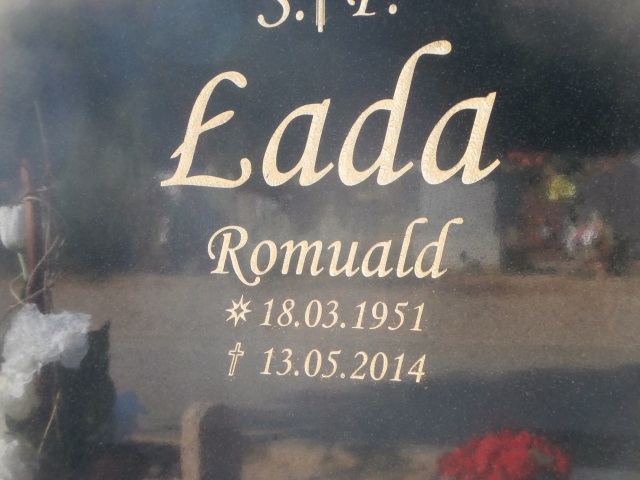 Ś.†P.
Łada
Romuald
✵ 18.03.1951
† 13.05.2014